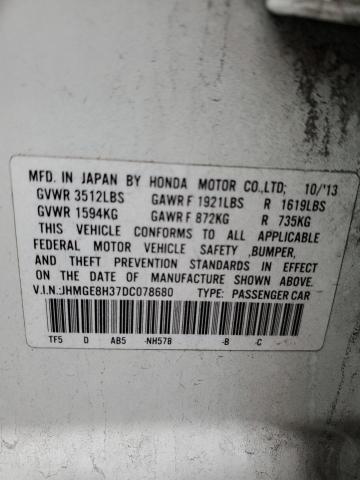 MFD. IN JAPAN BY HONDA MOTOR CO.,LTD; 10/'13
GVWR 3512LBS GAWR F 1921LBS R 1619LBS
GVWR 1594KG GAWR F 872KG R 735KG
THIS VEHICLE CONFORMS TO ALL APPLICABLE
FEDERAL MOTOR VEHICLE SAFETY ,BUMPER,
AND THEFT PREVENTION STANDARDS IN EFFECT
ON THE DATE OF MANUFACTURE SHOWN ABOVE.
V.I.N.:JHMGE8H37DC078680 TYPE: PASSENGER CAR
TF5 D AB5 -NH578 -B -C